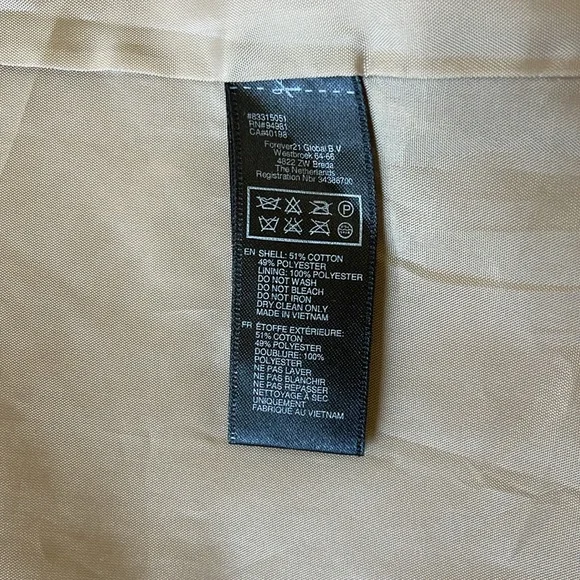 #83315051
RN#94981
CA#40198
Forever21 Global B.V
Westbroek 64-66
4822 ZW Breda
The Netherlands
Registration Nbr 34388700
P
EN SHELL: 51% COTTON
49% POLYESTER
LINING: 100% POLYESTER
DO NOT WASH
DO NOT BLEACH
DO NOT IRON
DRY CLEAN ONLY
MADE IN VIETNAM
FR ÉTOFFE EXTÉRIEURE:
51% COTON
49% POLYESTER
DOUBLURE: 100%
POLYESTER
NE PAS LAVER
NE PAS BLANCHIR
NE PAS REPASSER
NETTOYAGE À SEC
UNIQUEMENT
FABRIQUE AU VIETNAM